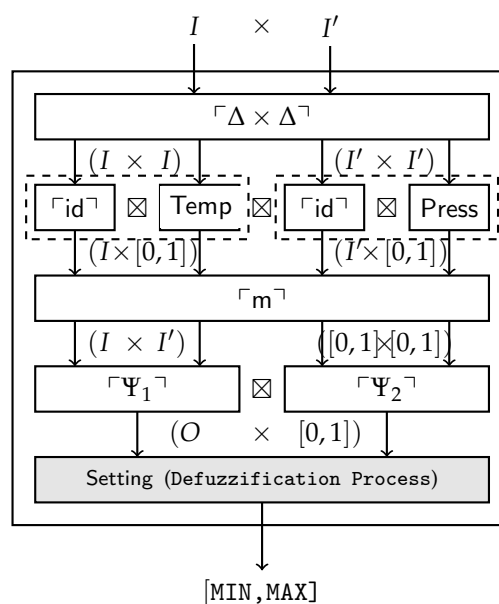 I × I′
⌜Δ × Δ⌝
(I × I) (I′ × I′)
⌜id⌝ ⊠ Temp ⊠ ⌜id⌝ ⊠ Press
(I×[0, 1]) (I′×[0, 1])
⌜m⌝
(I × I′) ([0, 1]×[0, 1])
⌜Ψ₁⌝ ⊠ ⌜Ψ₂⌝
(O × [0, 1])
Setting (Defuzzification Process)
[MIN,MAX]